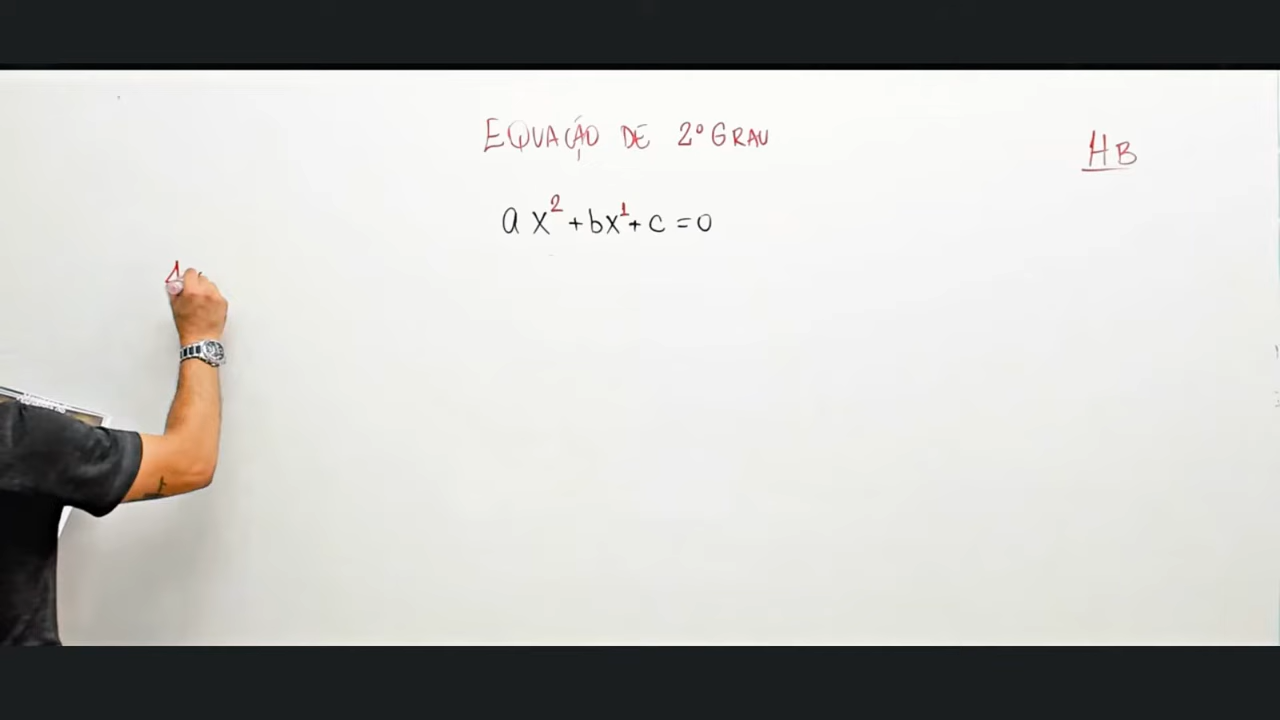 EQUAÇÃO DE 2º GRAU
HB
ax²+bx¹+c=0